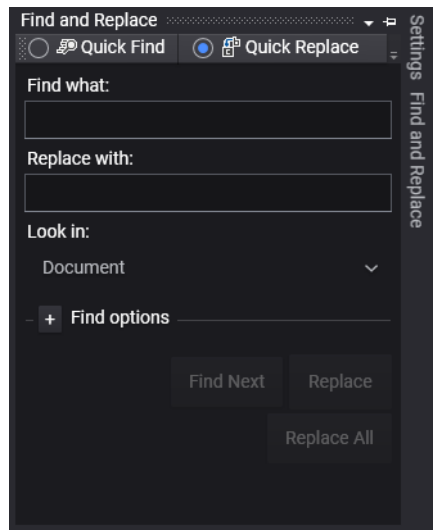 Find and Replace
Quick Find
Quick Replace
Find what:
Replace with:
Look in:
Document
+ Find options
Find Next
Replace
Replace All
Settings
Find and Replace